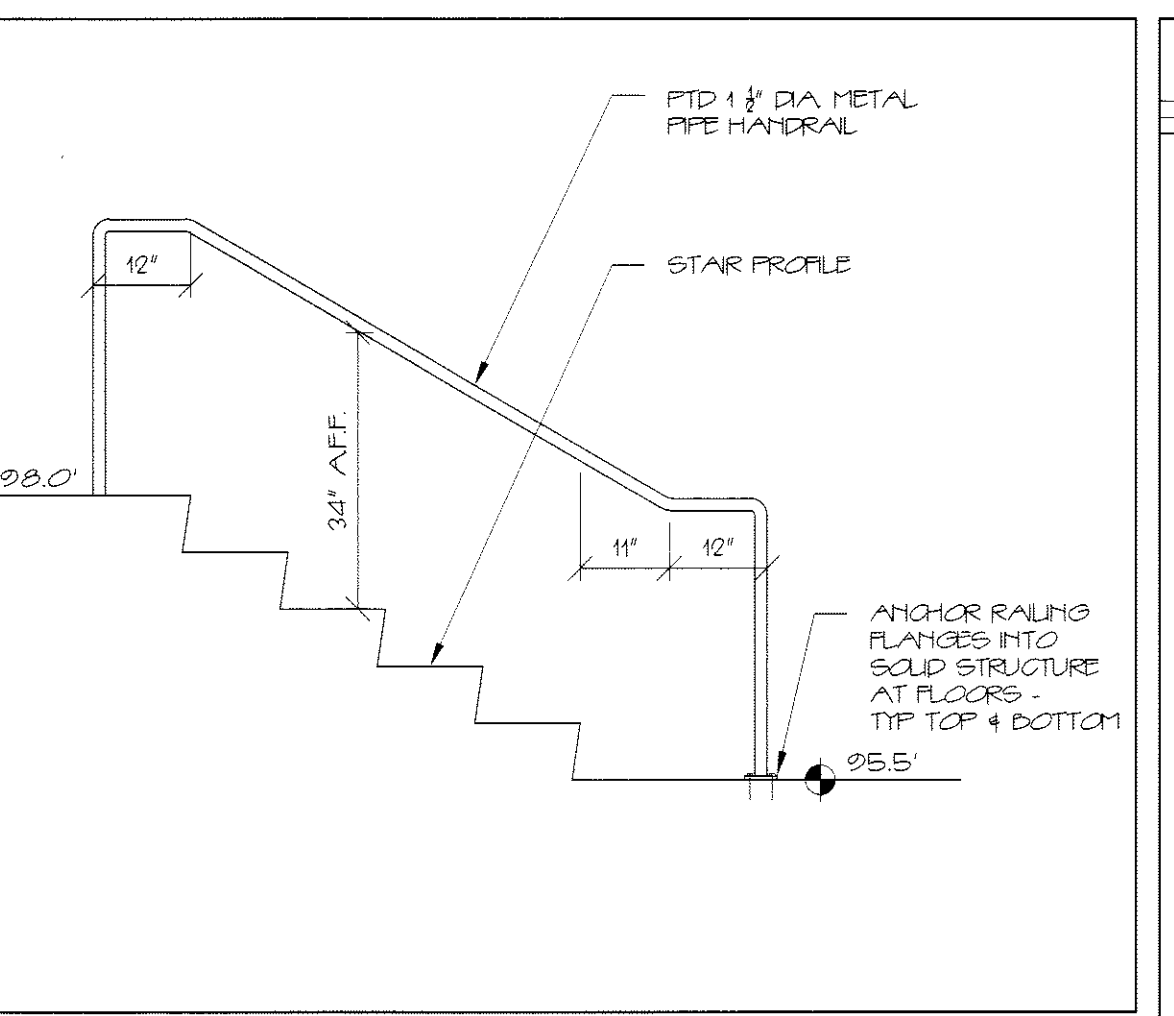 PTD 1 ½" DIA. METAL
PIPE HANDRAIL
12"
STAIR PROFILE
34" A.F.F.
98.0'
11"
12"
ANCHOR RAILING
FLANGES INTO
SOLID STRUCTURE
AT FLOORS -
TYP TOP & BOTTOM
95.5'